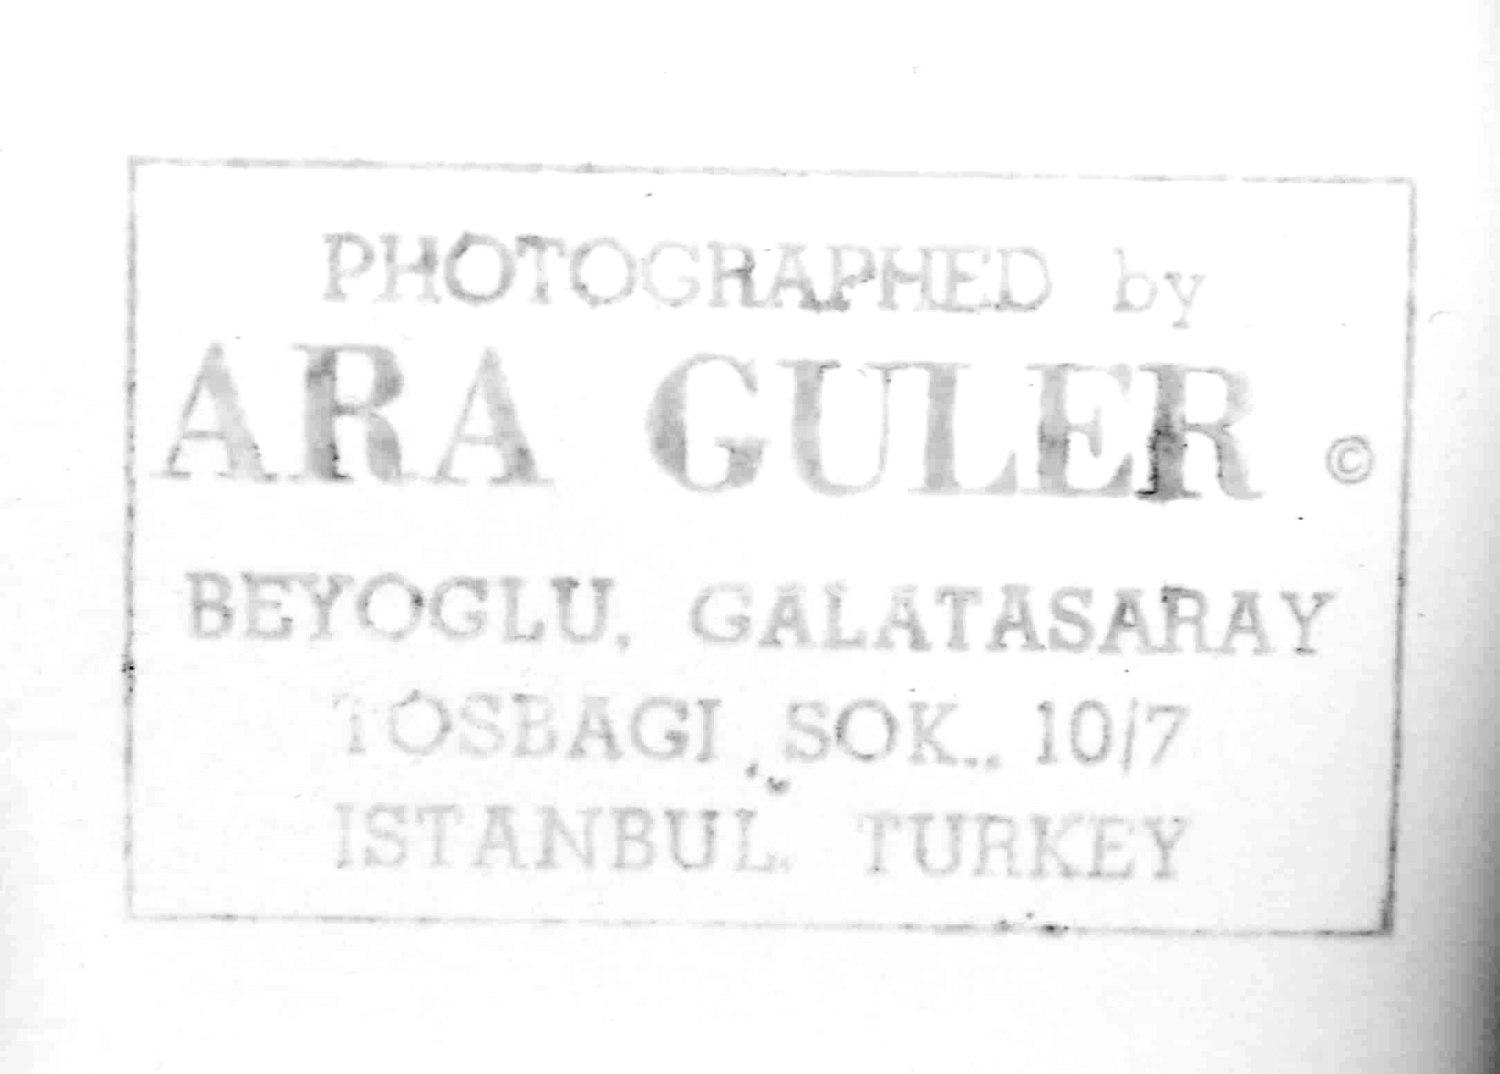 PHOTOGRAPHED by
ARA GULER ©
BEYOGLU, GALATASARAY
TOSBAGI, SOK., 10/7
ISTANBUL, TURKEY